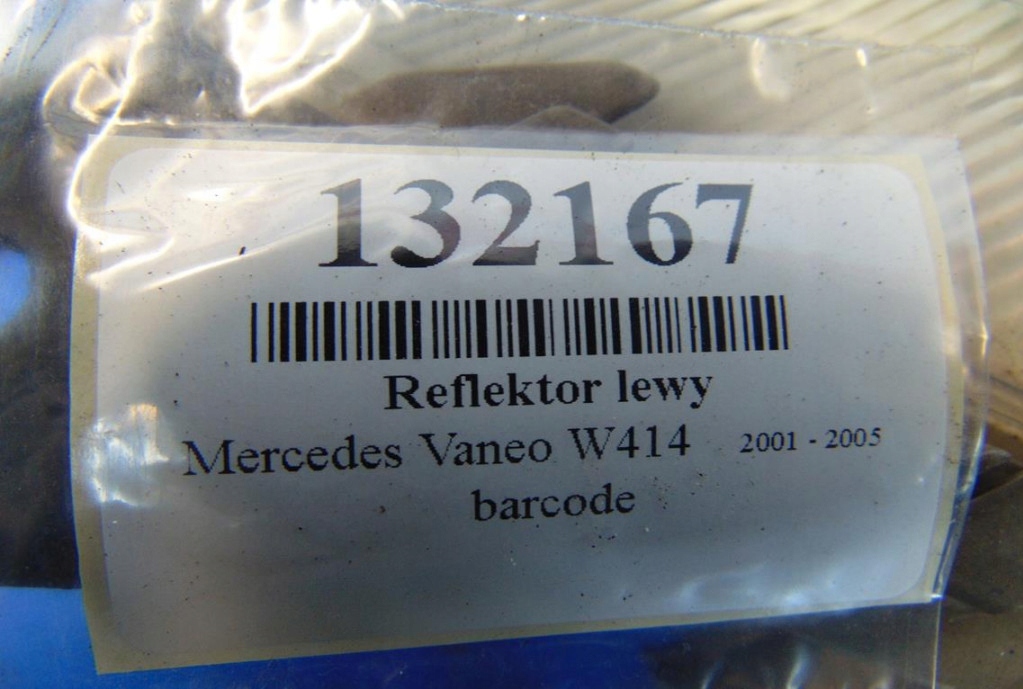 132167
Reflektor lewy
Mercedes Vaneo W414 2001 - 2005
barcode